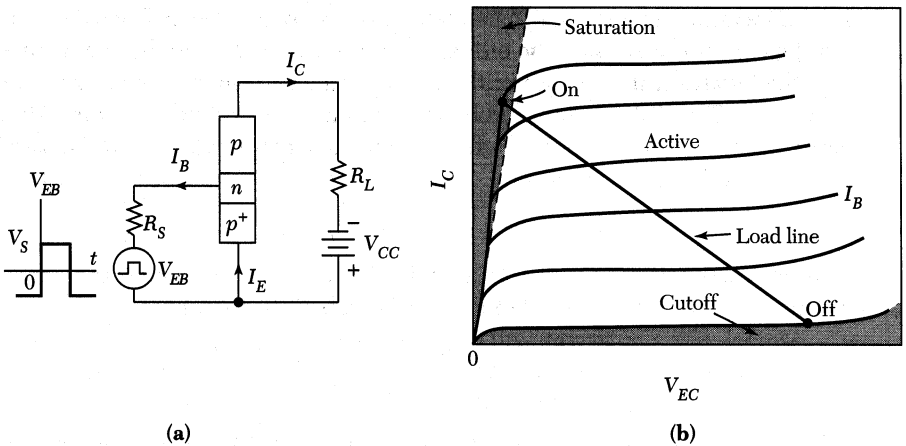 I_C
p
I_B
n
R_L
V_EB
R_S
p^+
−
V_S
t
V_EB
V_CC
0
I_E
+
(a)
Saturation
On
Active
I_C
I_B
Load line
Cutoff
Off
0
V_EC
(b)